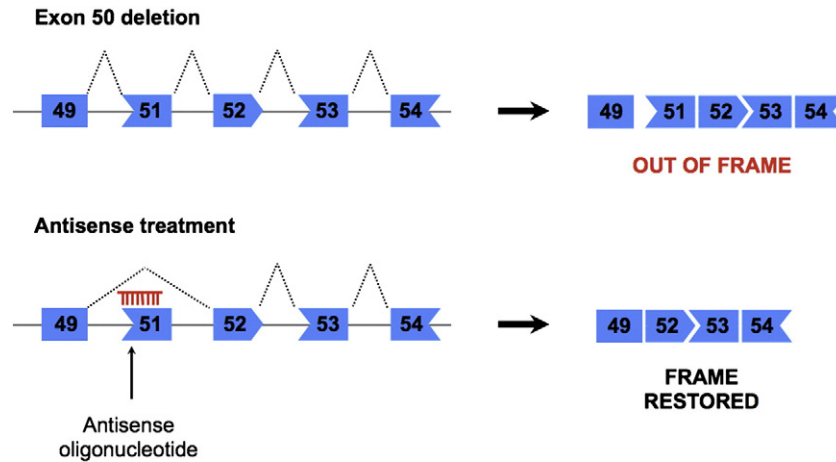 Exon 50 deletion
49 51 52 53 54
49 51 52 53 54
OUT OF FRAME
Antisense treatment
49 51 52 53 54
49 52 53 54
FRAME
RESTORED
Antisense
oligonucleotide